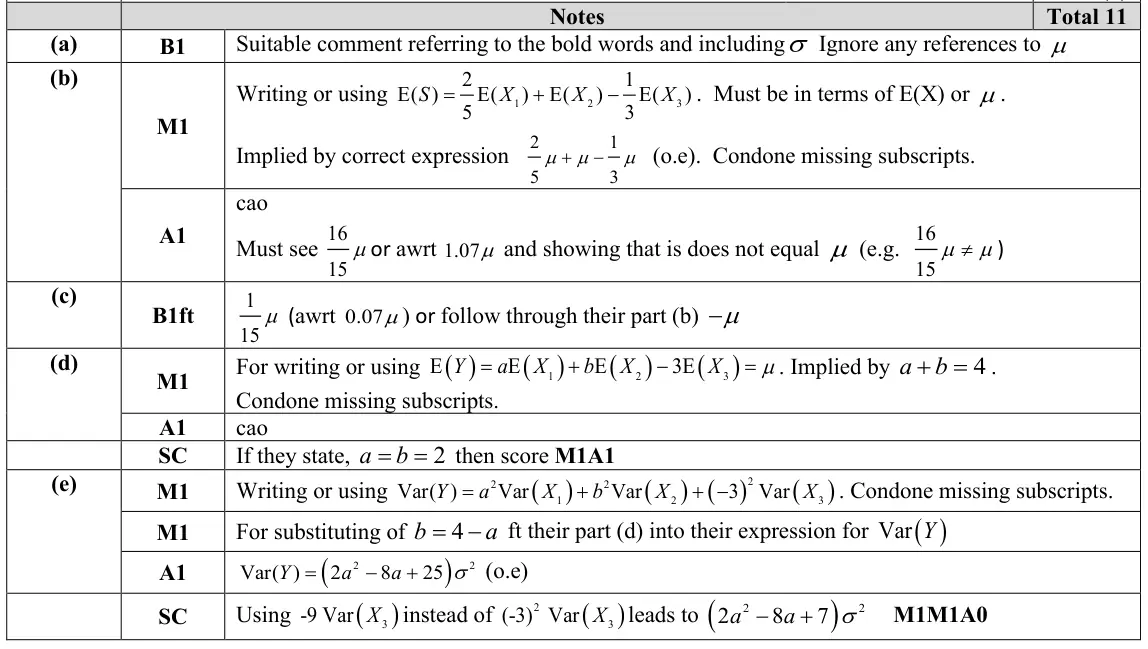 Notes Total 11
(a) B1 Suitable comment referring to the bold words and including σ Ignore any references to μ
(b) M1 Writing or using E(S) = 2/5 E(X₁) + E(X₂) − 1/3 E(X₃). Must be in terms of E(X) or μ.
Implied by correct expression 2/5 μ + μ − 1/3 μ (o.e). Condone missing subscripts.
A1 cao
Must see 16/15 μ or awrt 1.07μ and showing that is does not equal μ (e.g. 16/15 μ ≠ μ)
(c) B1ft 1/15 μ (awrt 0.07μ) or follow through their part (b) −μ
(d) M1 For writing or using E(Y) = aE(X₁) + bE(X₂) − 3E(X₃) = μ. Implied by a + b = 4.
Condone missing subscripts.
A1 cao
SC If they state, a = b = 2 then score M1A1
(e) M1 Writing or using Var(Y) = a²Var(X₁) + b²Var(X₂) + (−3)² Var(X₃). Condone missing subscripts.
M1 For substituting of b = 4 − a ft their part (d) into their expression for Var(Y)
A1 Var(Y) = (2a² − 8a + 25)σ² (o.e)
SC Using -9 Var(X₃) instead of (-3)² Var(X₃) leads to (2a² − 8a + 7)σ² M1M1A0